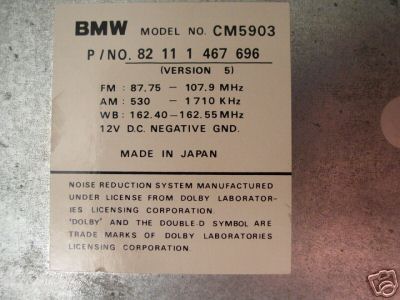 BMW MODEL NO. CM5903
P/NO. 82 11 1 467 696
(VERSION 5)
FM : 87.75 — 107.9 MHz
AM : 530 — 1710 KHz
WB : 162.40 — 162.55 MHz
12V D.C. NEGATIVE GND.
MADE IN JAPAN
NOISE REDUCTION SYSTEM MANUFACTURED
UNDER LICENSE FROM DOLBY LABORATOR-
IES LICENSING CORPORATION.
'DOLBY' AND THE DOUBLE-D SYMBOL ARE
TRADE MARKS OF DOLBY LABORATORIES
LICENSING CORPORATION.